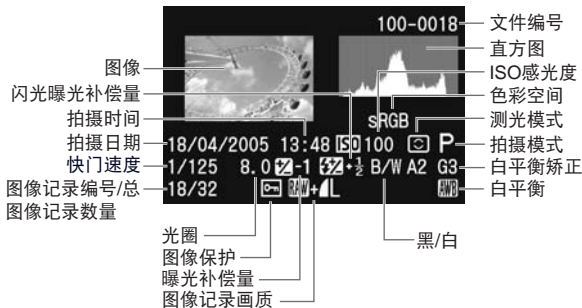 100-0018
文件编号
直方图
图像
ISO感光度
闪光曝光补偿量
色彩空间
sRGB
拍摄时间
测光模式
拍摄日期
18/04/2005 13:48 ISO 100 P
拍摄模式
快门速度
1/125 8.0 -1 +½ B/W A2 G3
白平衡矫正
图像记录编号/总
图像记录数量
18/32 RAW+L AWB
白平衡
光圈
黑/白
图像保护
曝光补偿量
图像记录画质